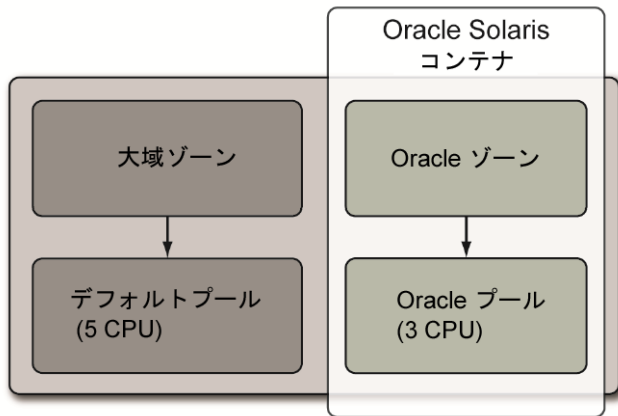 Oracle Solaris
コンテナ
大域ゾーン
Oracle ゾーン
デフォルトプール
(5 CPU)
Oracle プール
(3 CPU)